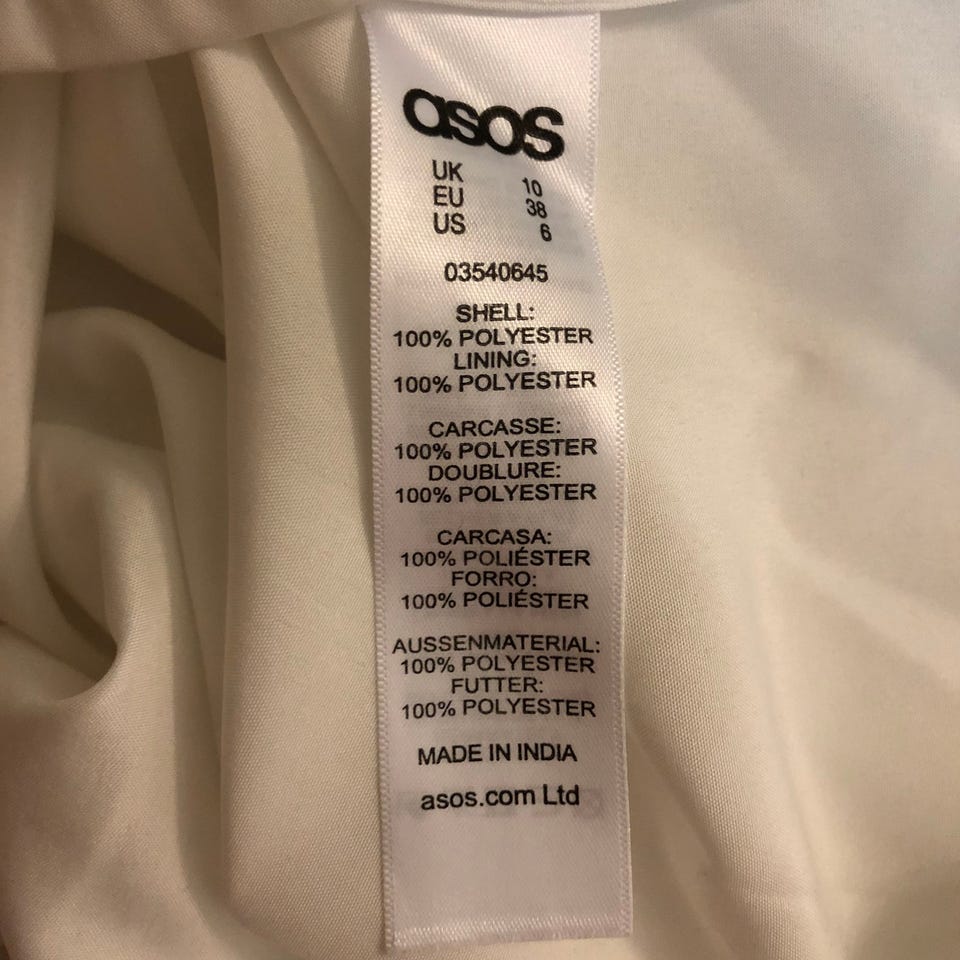 asos
UK 10
EU 38
US 6
03540645
SHELL:
100% POLYESTER
LINING:
100% POLYESTER
CARCASSE:
100% POLYESTER
DOUBLURE:
100% POLYESTER
CARCASA:
100% POLIÉSTER
FORRO:
100% POLIÉSTER
AUSSENMATERIAL:
100% POLYESTER
FUTTER:
100% POLYESTER
MADE IN INDIA
asos.com Ltd